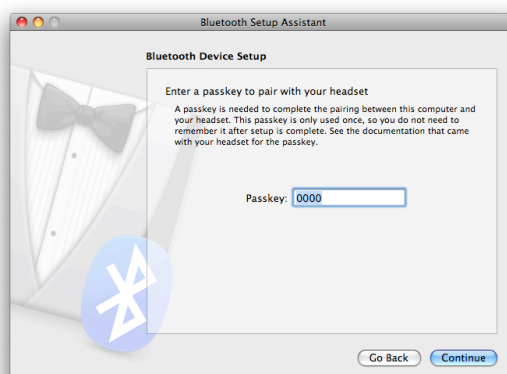 Bluetooth Setup Assistant
Bluetooth Device Setup
Enter a passkey to pair with your headset
A passkey is needed to complete the pairing between this computer and
your headset. This passkey is only used once, so you do not need to
remember it after setup is complete. See the documentation that came
with your headset for the passkey.
Passkey: 0000
Go Back Continue